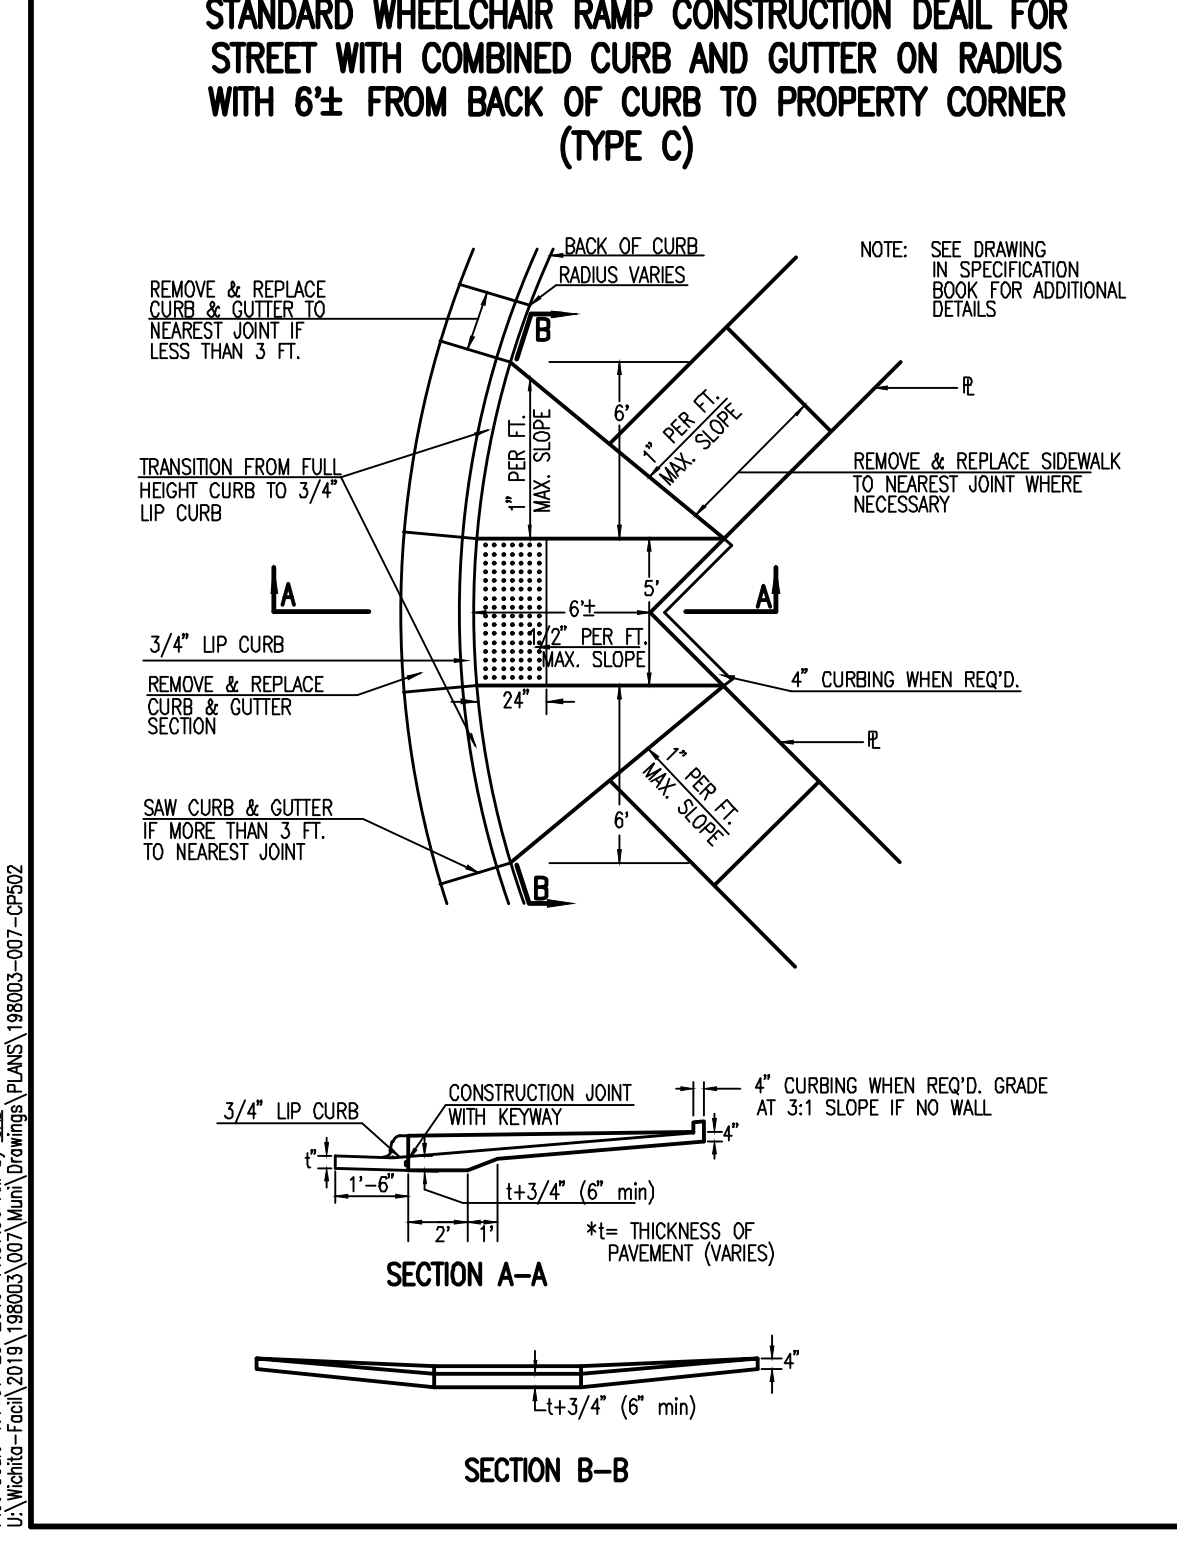 STANDARD WHEELCHAIR RAMP CONSTRUCTION DEAIL FOR
STREET WITH COMBINED CURB AND GUTTER ON RADIUS
WITH 6'± FROM BACK OF CURB TO PROPERTY CORNER
(TYPE C)
BACK OF CURB
RADIUS VARIES
NOTE: SEE DRAWING
IN SPECIFICATION
BOOK FOR ADDITIONAL
DETAILS
REMOVE & REPLACE
CURB & GUTTER TO
NEAREST JOINT IF
LESS THAN 3 FT.
B
6'
1" PER FT.
MAX. SLOPE
1" PER FT.
MAX. SLOPE
PL
TRANSITION FROM FULL
HEIGHT CURB TO 3/4"
LIP CURB
REMOVE & REPLACE SIDEWALK
TO NEAREST JOINT WHERE
NECESSARY
A
A
5'
6'±
1/2" PER FT.
MAX. SLOPE
3/4" LIP CURB
REMOVE & REPLACE
CURB & GUTTER
SECTION
24"
4" CURBING WHEN REQ'D.
PL
1" PER FT.
MAX. SLOPE
6'
SAW CURB & GUTTER
IF MORE THAN 3 FT.
TO NEAREST JOINT
B
3/4" LIP CURB
CONSTRUCTION JOINT
WITH KEYWAY
4" CURBING WHEN REQ'D. GRADE
AT 3:1 SLOPE IF NO WALL
4"
t"
1'-6"
t+3/4" (6" min)
2'
1'
*t= THICKNESS OF
PAVEMENT (VARIES)
SECTION A-A
4"
t+3/4" (6" min)
SECTION B-B
U:\Wichita-Facil\2019\198003\007\Muni\Drawings\PLANS\198003-007-CP502